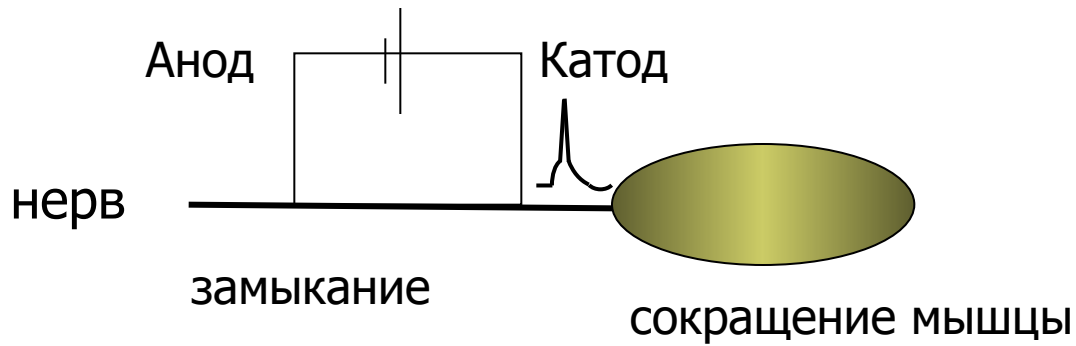 Анод
Катод
нерв
замыкание
сокращение мышцы